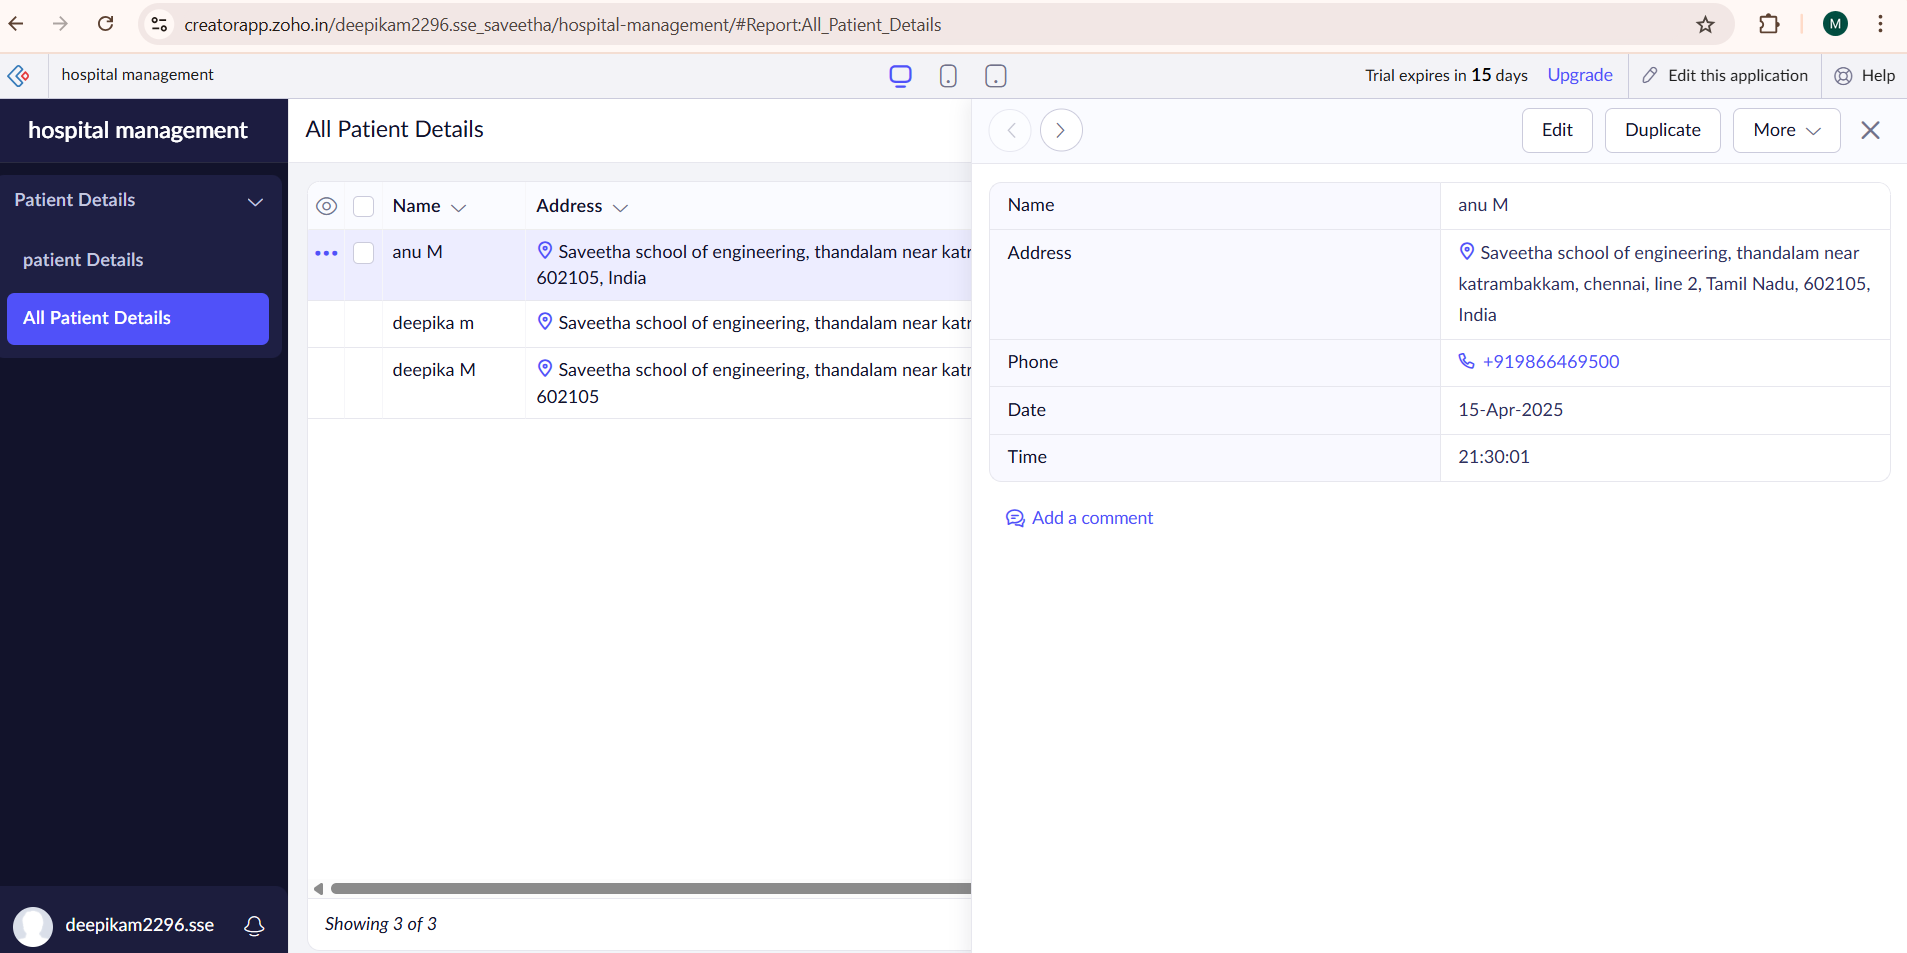 creatorapp.zoho.in/deepikam2296.sse_saveetha/hospital-management/#Report:All_Patient_Details
M
hospital management
Trial expires in 15 days
Upgrade
Edit this application
Help
hospital management
Patient Details
patient Details
All Patient Details
deepikam2296.sse
All Patient Details
Name
Address
anu M
Saveetha school of engineering, thandalam near katr
602105, India
deepika m
Saveetha school of engineering, thandalam near katr
deepika M
Saveetha school of engineering, thandalam near katr
602105
Showing 3 of 3
Edit
Duplicate
More
Name
anu M
Address
Saveetha school of engineering, thandalam near
katrambakkam, chennai, line 2, Tamil Nadu, 602105,
India
Phone
+919866469500
Date
15-Apr-2025
Time
21:30:01
Add a comment